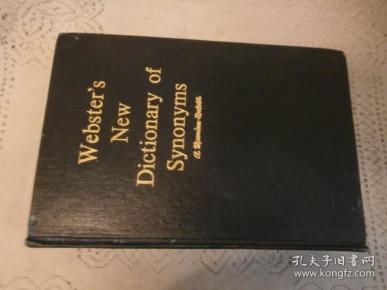 Webster's
New
Dictionary of
Synonyms
A Merriam-Webster
孔夫子旧书网
www.kongfz.com